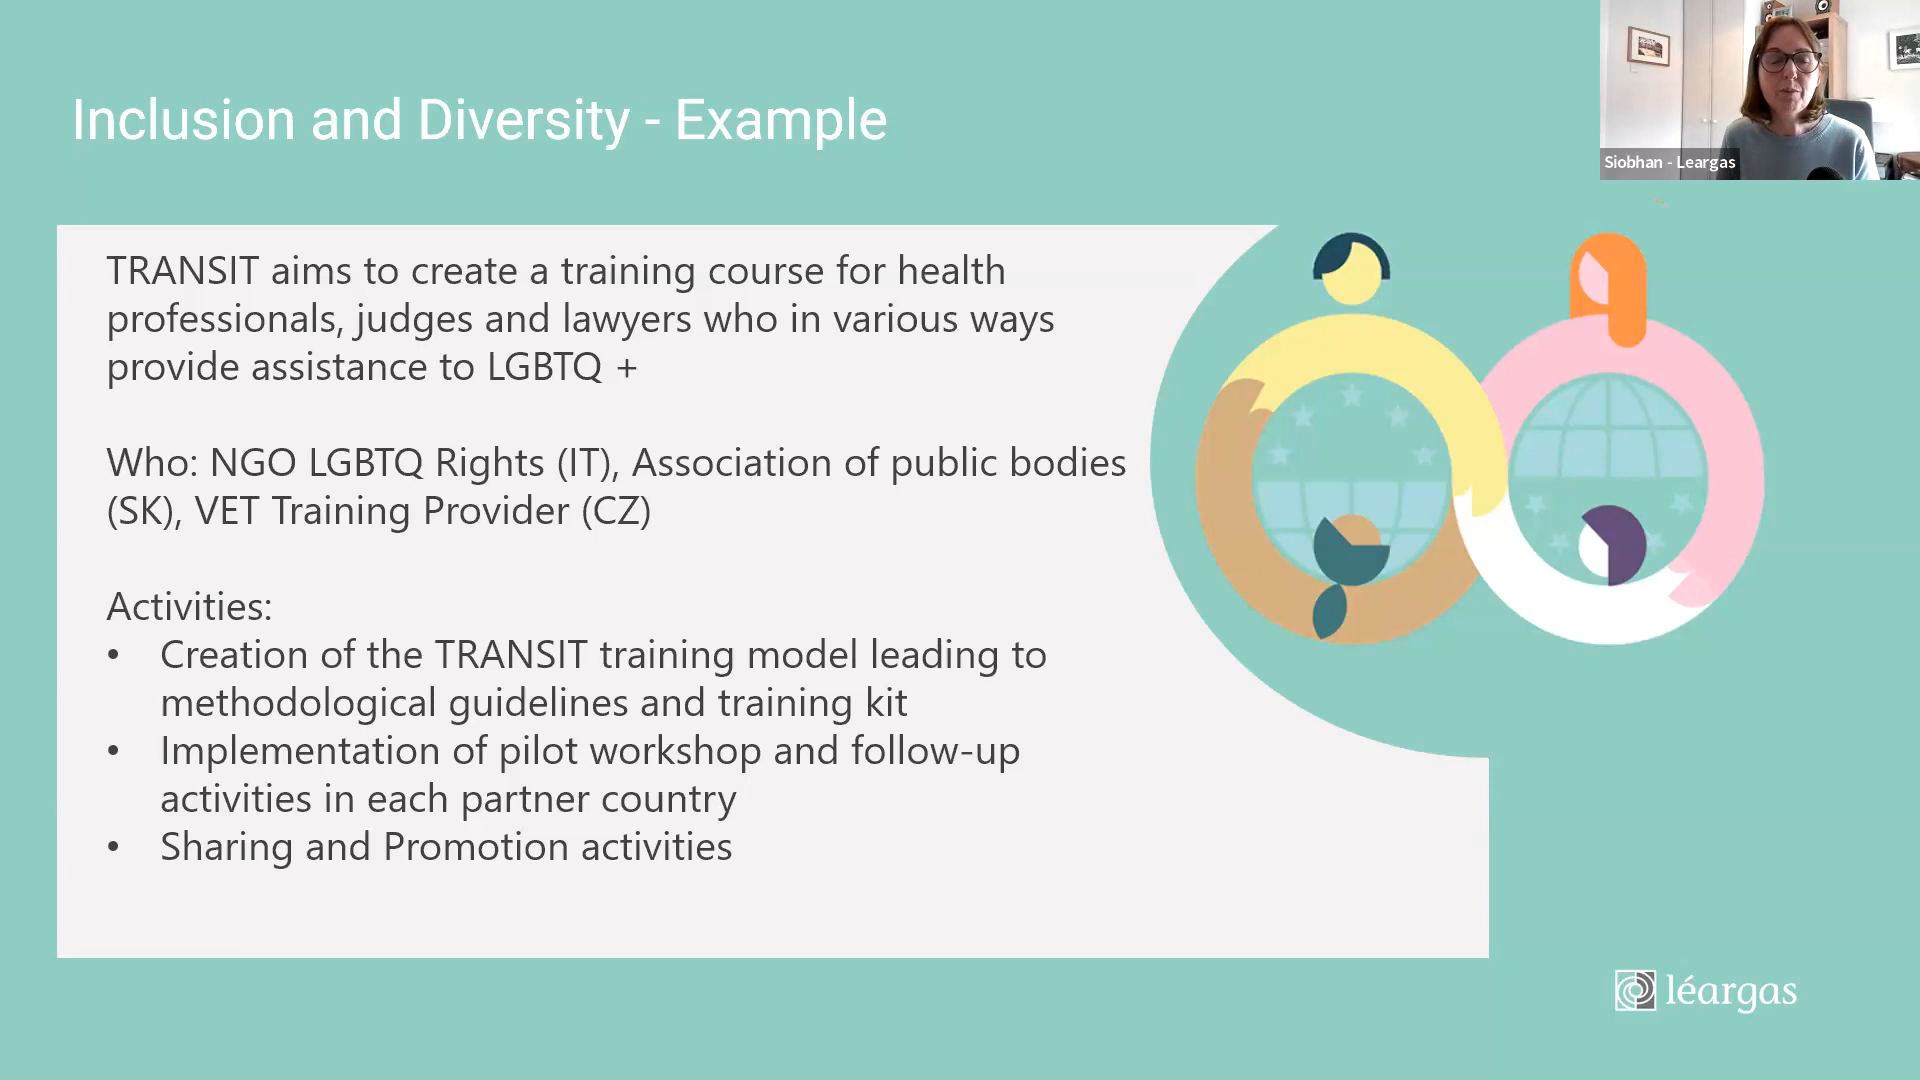 Inclusion and Diversity - Example
Siobhan - Leargas
TRANSIT aims to create a training course for health
professionals, judges and lawyers who in various ways
provide assistance to LGBTQ +
Who: NGO LGBTQ Rights (IT), Association of public bodies
(SK), VET Training Provider (CZ)
Activities:
• Creation of the TRANSIT training model leading to
methodological guidelines and training kit
• Implementation of pilot workshop and follow-up
activities in each partner country
• Sharing and Promotion activities
léargas